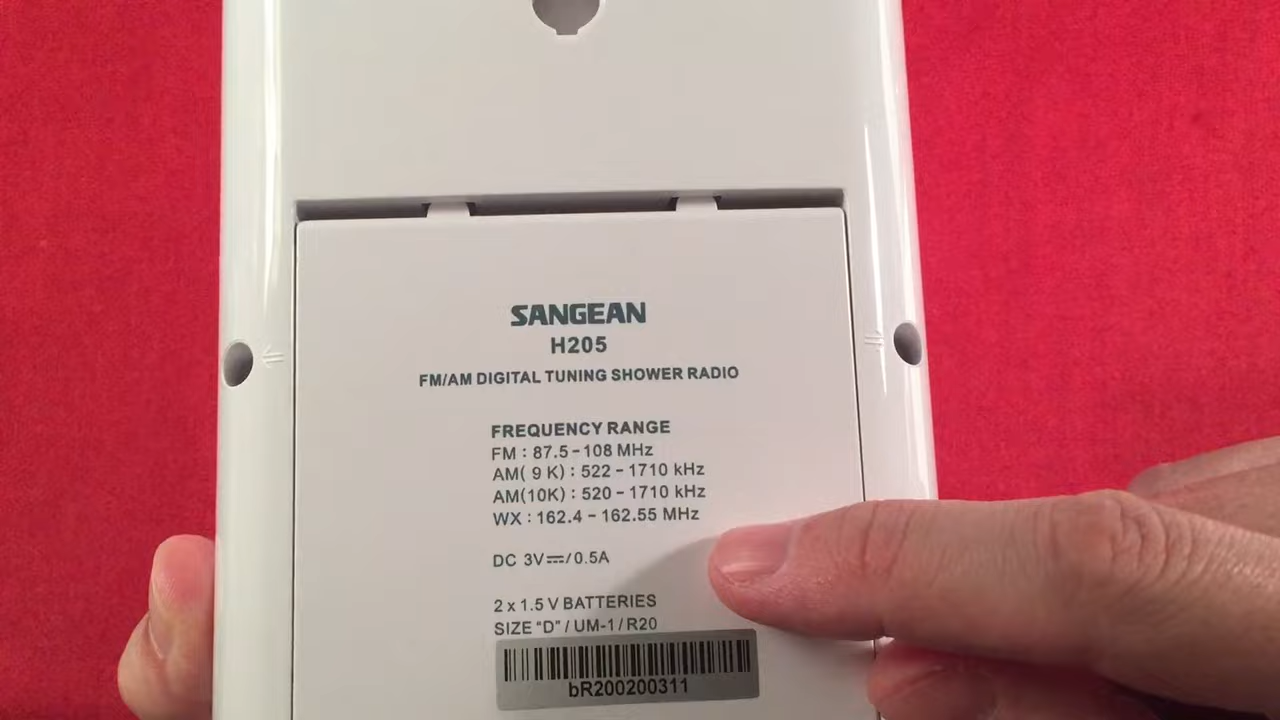 SANGEAN
H205
FM/AM DIGITAL TUNING SHOWER RADIO
FREQUENCY RANGE
FM : 87.5 - 108 MHz
AM( 9 K) : 522 - 1710 kHz
AM(10K) : 520 - 1710 kHz
WX : 162.4 - 162.55 MHz
DC 3V⎓/ 0.5A
2 x 1.5 V BATTERIES
SIZE "D" / UM-1 / R20
bR200200311